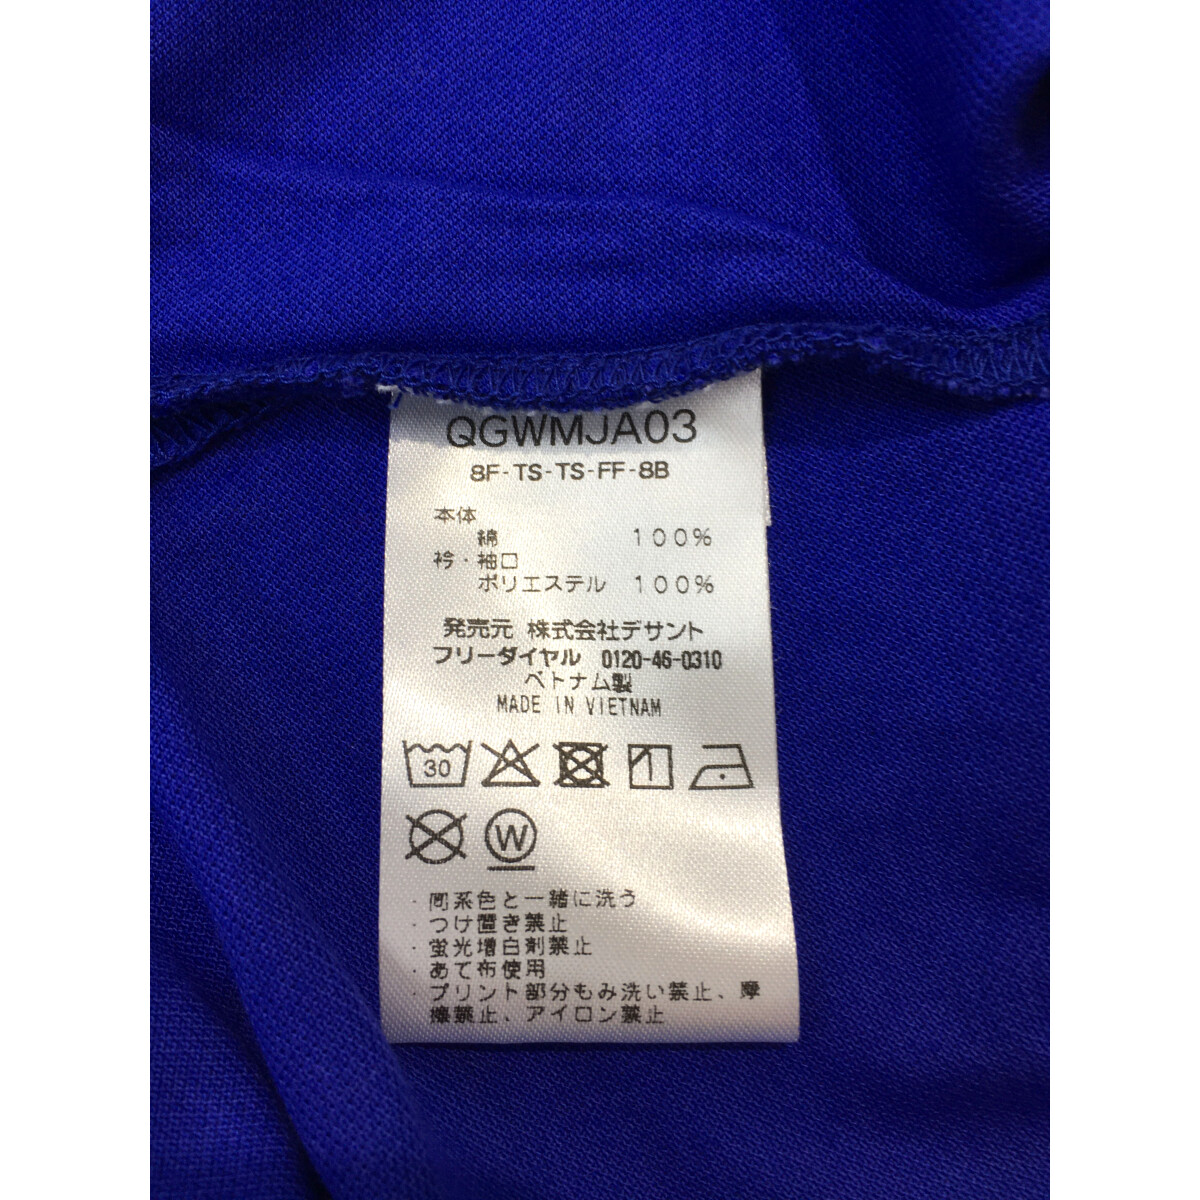 QGWMJA03
8F-TS-TS-FF-8B
本体
綿 100%
衿・袖口
ポリエステル 100%
発売元 株式会社デサント
フリーダイヤル 0120-46-0310
ベトナム製
MADE IN VIETNAM
30
W
・同系色と一緒に洗う
・つけ置き禁止
・蛍光増白剤禁止
・あて布使用
・プリント部分もみ洗い禁止、摩
擦禁止、アイロン禁止